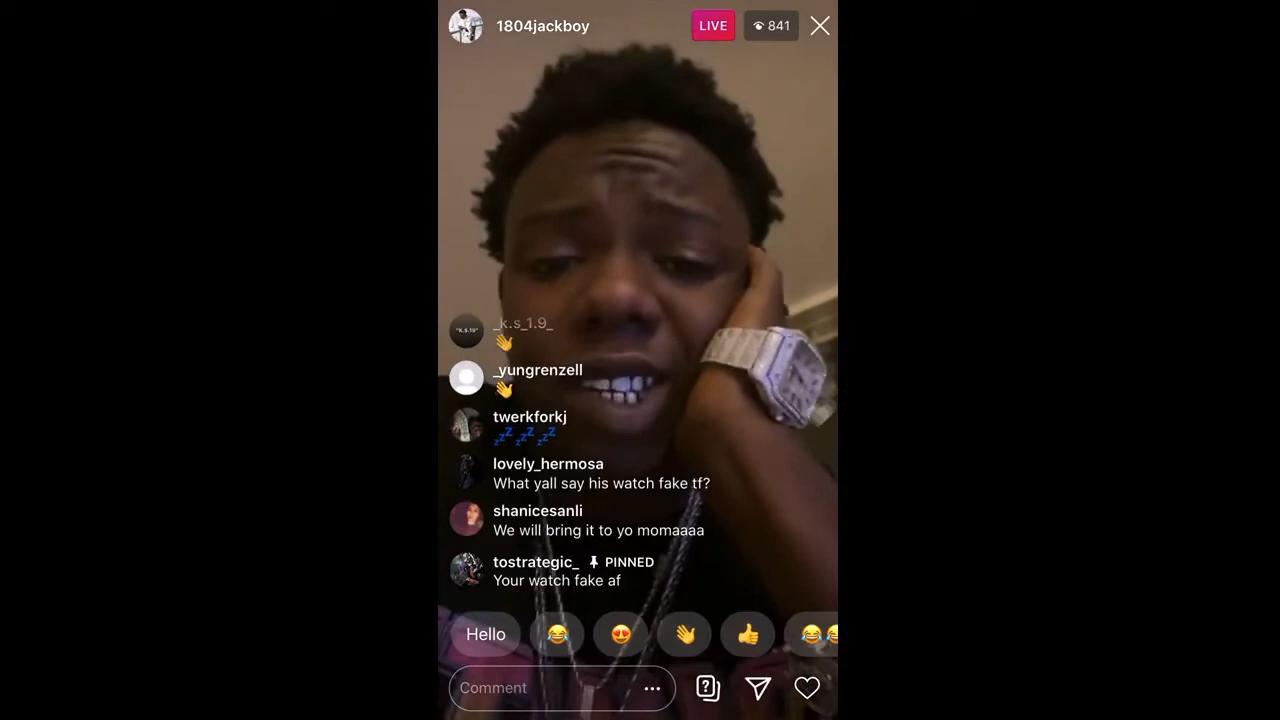 1804jackboy
LIVE
841
_k.s_1.9_
👋
_yungrenzell
👋
twerkforkj
💤💤💤
lovely_hermosa
What yall say his watch fake tf?
shanicesanli
We will bring it to yo momaaaa
tostrategic_ PINNED
Your watch fake af
Hello 😂 😍 👋 👍 😂😂
Comment